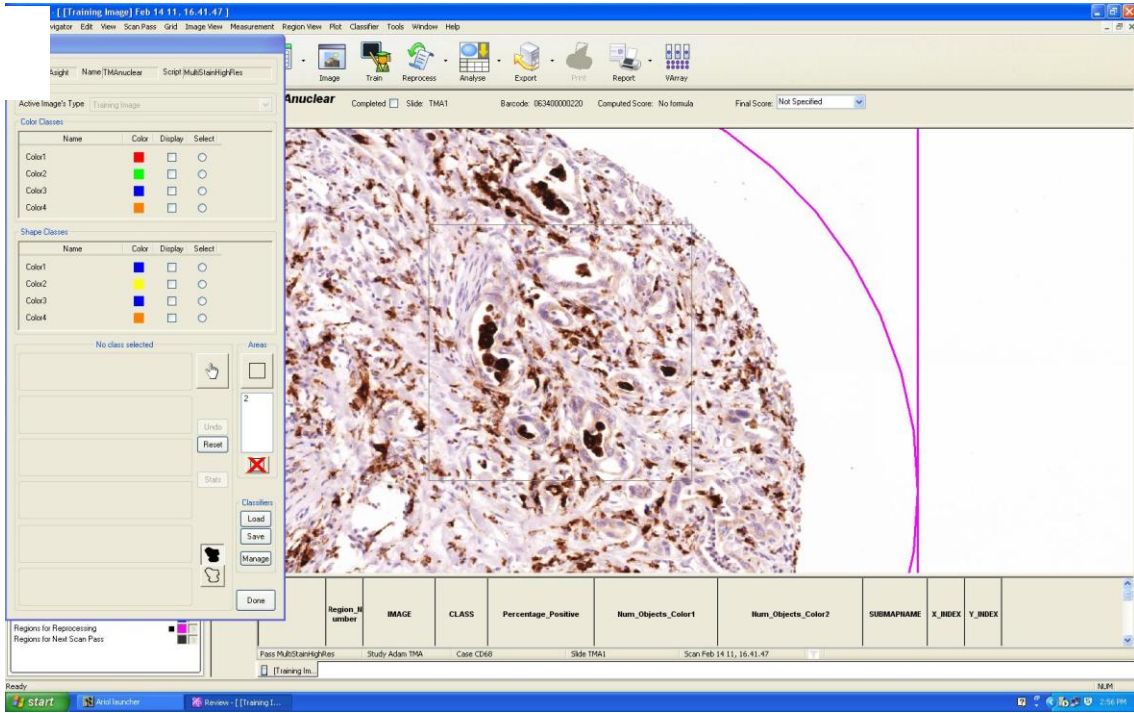 - [ [Training Image] Feb 14 11, 16.41.47 ]
Edit View Scan Pass Grid Image View Measurement Region View Plot Classifier Tools Window Help
Name TMAnuclear Script MultiStainHighRes
Image Train Reprocess Analyse Export Print Report VArray
Active Image's Type Training Image
Completed Slide: TMA1 Barcode: 063400000220 Computed Score: No formula Final Score: Not Specified
Color Classes
Name Color Display Select
Color1
Color2
Color3
Color4
Shape Classes
Name Color Display Select
Color1
Color2
Color3
Color4
No class selected
Areas
2
Undo
Reset
Stats
Classifiers
Load
Save
Manage
Done
Region_N
umber
IMAGE CLASS Percentage_Positive Num_Objects_Color1 Num_Objects_Color2 SUBMAPNAME X_INDEX Y_INDEX
Regions for Reprocessing
Regions for Next Scan Pass
Pass MultiStainHighRes Study Adam TMA Case CD68 Slide TMA1 Scan Feb 14 11, 16.41.47
[Training Im...
Ready NUM
start Ariol launcher Review - [ [Training I... 2:56 PM